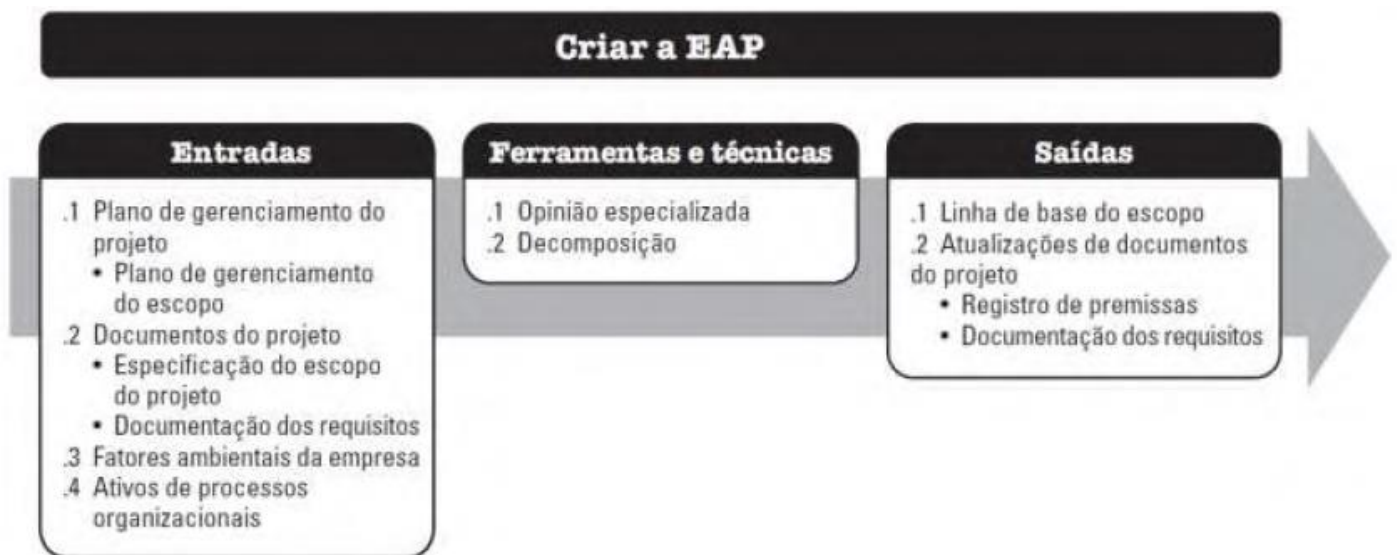 Criar a EAP
Entradas
.1 Plano de gerenciamento do
projeto
• Plano de gerenciamento
do escopo
.2 Documentos do projeto
• Especificação do escopo
do projeto
• Documentação dos requisitos
.3 Fatores ambientais da empresa
.4 Ativos de processos
organizacionais
Ferramentas e técnicas
.1 Opinião especializada
.2 Decomposição
Saídas
.1 Linha de base do escopo
.2 Atualizações de documentos
do projeto
• Registro de premissas
• Documentação dos requisitos